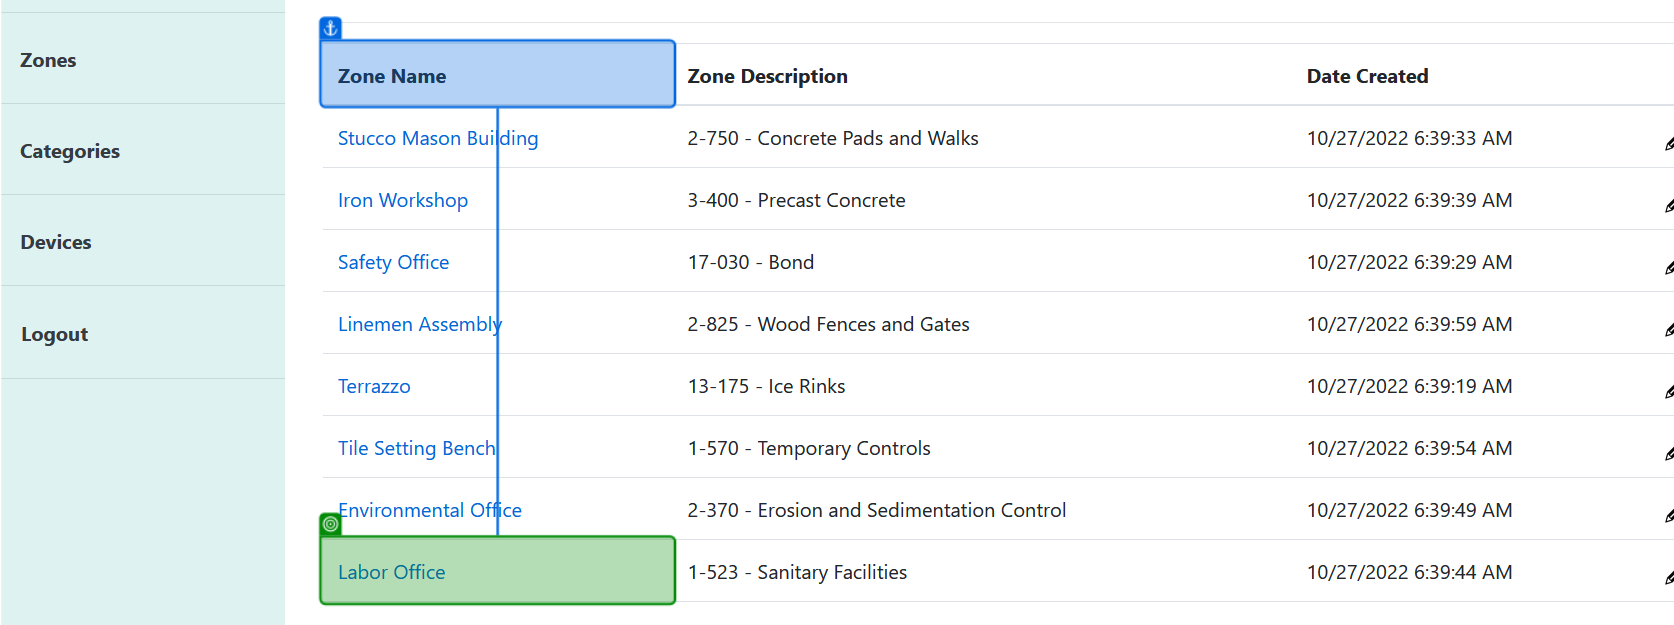 Zones
Categories
Devices
Logout
Zone Name Zone Description Date Created
Stucco Mason Building 2-750 - Concrete Pads and Walks 10/27/2022 6:39:33 AM
Iron Workshop 3-400 - Precast Concrete 10/27/2022 6:39:39 AM
Safety Office 17-030 - Bond 10/27/2022 6:39:29 AM
Linemen Assembly 2-825 - Wood Fences and Gates 10/27/2022 6:39:59 AM
Terrazzo 13-175 - Ice Rinks 10/27/2022 6:39:19 AM
Tile Setting Bench 1-570 - Temporary Controls 10/27/2022 6:39:54 AM
Environmental Office 2-370 - Erosion and Sedimentation Control 10/27/2022 6:39:49 AM
Labor Office 1-523 - Sanitary Facilities 10/27/2022 6:39:44 AM